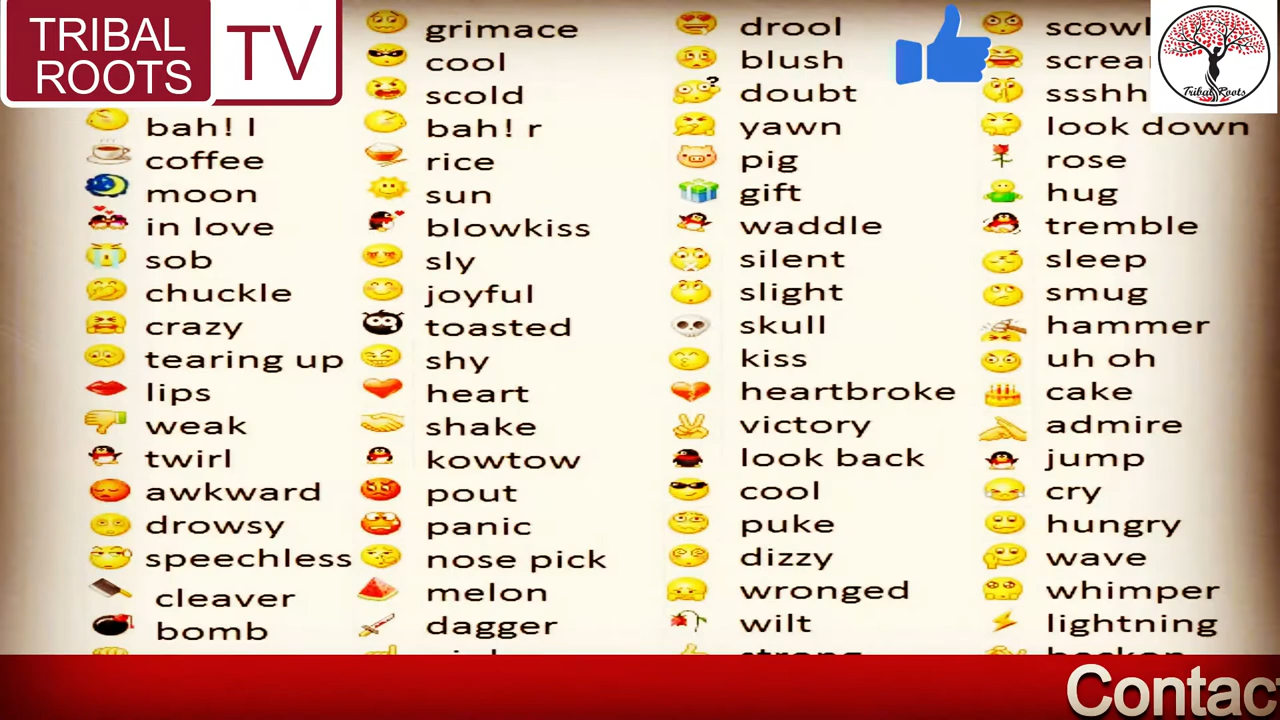 TRIBAL
ROOTS
TV
Tribal Roots
grimace drool scowl
cool blush screa
scold doubt ssshh
bah! l bah! r yawn look down
coffee rice pig rose
moon sun gift hug
in love blowkiss waddle tremble
sob sly silent sleep
chuckle joyful slight smug
crazy toasted skull hammer
tearing up shy kiss uh oh
lips heart heartbroke cake
weak shake victory admire
twirl kowtow look back jump
awkward pout cool cry
drowsy panic puke hungry
speechless nose pick dizzy wave
cleaver melon wronged whimper
bomb dagger wilt lightning
Contac